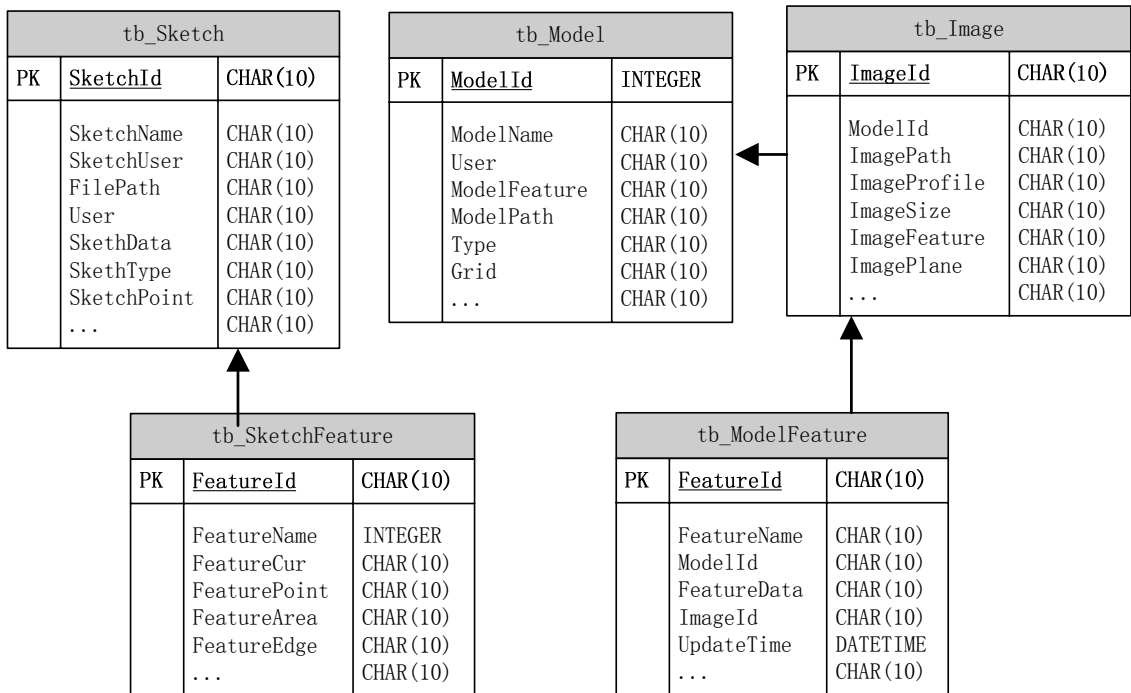 tb_Sketch
PK SketchId CHAR(10)
SketchName CHAR(10)
SketchUser CHAR(10)
FilePath CHAR(10)
User CHAR(10)
SkethData CHAR(10)
SkethType CHAR(10)
SketchPoint CHAR(10)
... CHAR(10)
tb_Model
PK ModelId INTEGER
ModelName CHAR(10)
User CHAR(10)
ModelFeature CHAR(10)
ModelPath CHAR(10)
Type CHAR(10)
Grid CHAR(10)
... CHAR(10)
tb_Image
PK ImageId CHAR(10)
ModelId CHAR(10)
ImagePath CHAR(10)
ImageProfile CHAR(10)
ImageSize CHAR(10)
ImageFeature CHAR(10)
ImagePlane CHAR(10)
... CHAR(10)
tb_SketchFeature
PK FeatureId CHAR(10)
FeatureName INTEGER
FeatureCur CHAR(10)
FeaturePoint CHAR(10)
FeatureArea CHAR(10)
FeatureEdge CHAR(10)
... CHAR(10)
tb_ModelFeature
PK FeatureId CHAR(10)
FeatureName CHAR(10)
ModelId CHAR(10)
FeatureData CHAR(10)
ImageId CHAR(10)
UpdateTime DATETIME
... CHAR(10)